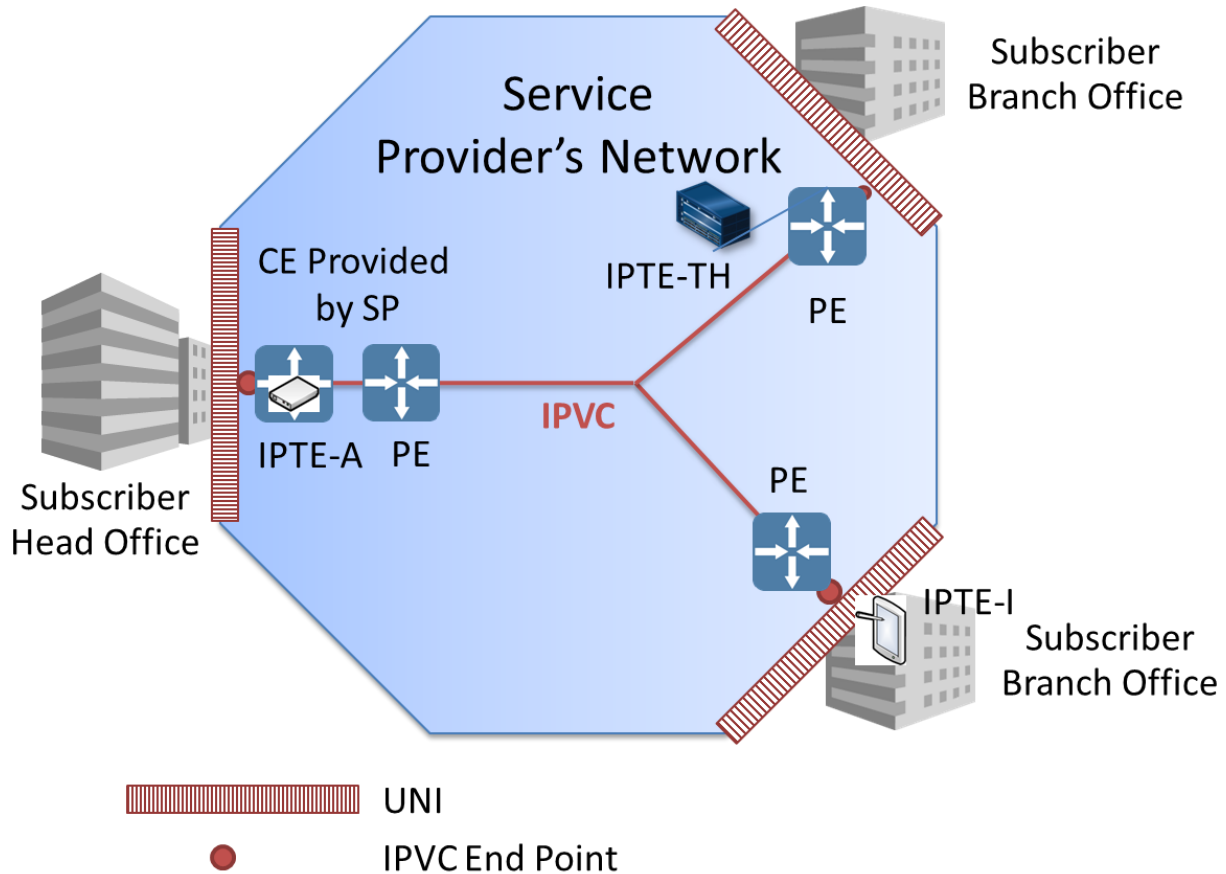 Service
Provider's Network
Subscriber
Branch Office
CE Provided
by SP
IPTE-TH
PE
IPTE-A
PE
IPVC
PE
Subscriber
Head Office
IPTE-I
Subscriber
Branch Office
UNI
IPVC End Point